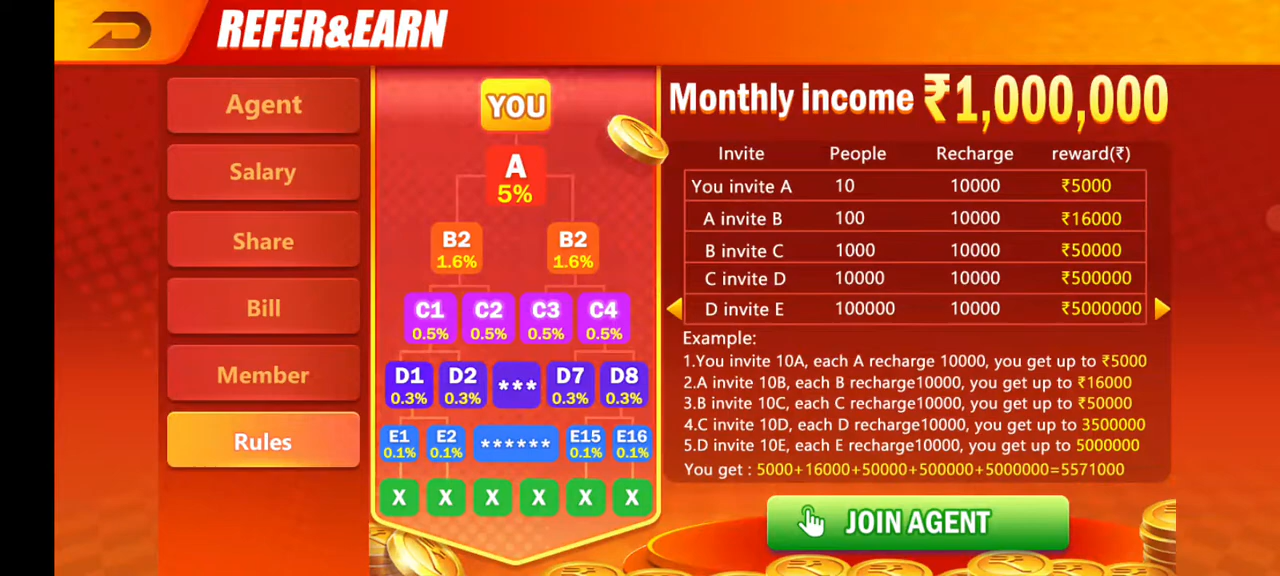 REFER&EARN
Agent
Salary
Share
Bill
Member
Rules
YOU
A
5%
B2 B2
1.6% 1.6%
C1 C2 C3 C4
0.5% 0.5% 0.5% 0.5%
D1 D2 *** D7 D8
0.3% 0.3% 0.3% 0.3%
E1 E2 ****** E15 E16
0.1% 0.1% 0.1% 0.1%
X X X X X X
Monthly income ₹1,000,000
Invite People Recharge reward(₹)
You invite A 10 10000 ₹5000
A invite B 100 10000 ₹16000
B invite C 1000 10000 ₹50000
C invite D 10000 10000 ₹500000
D invite E 100000 10000 ₹5000000
Example:
1.You invite 10A, each A recharge 10000, you get up to ₹5000
2.A invite 10B, each B recharge10000, you get up to ₹16000
3.B invite 10C, each C recharge10000, you get up to ₹50000
4.C invite 10D, each D recharge10000, you get up to 3500000
5.D invite 10E, each E recharge10000, you get up to 5000000
You get : 5000+16000+50000+500000+5000000=5571000
JOIN AGENT